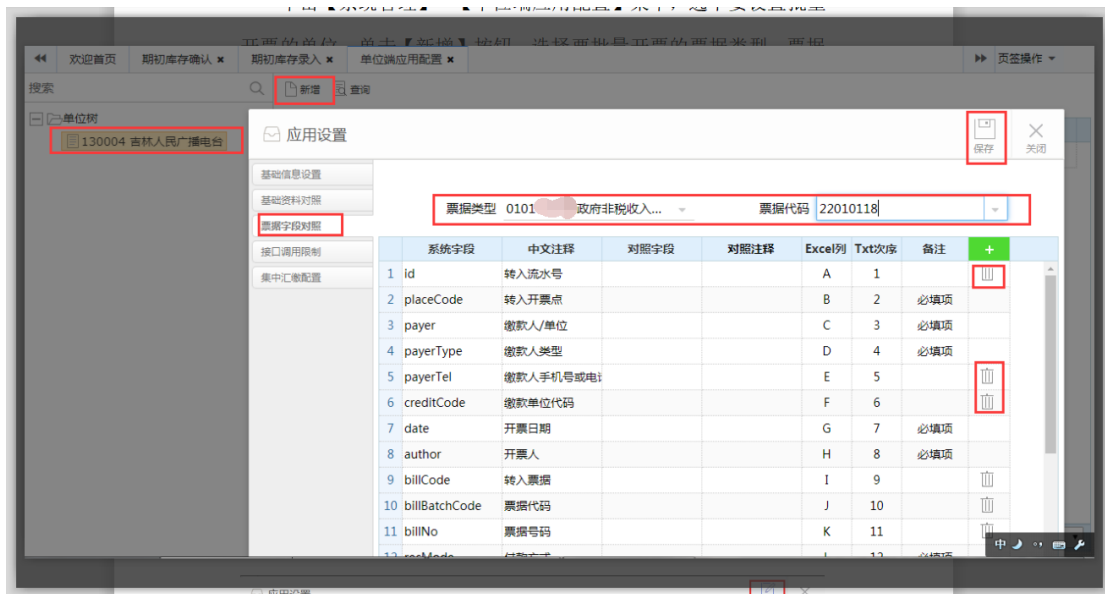 开票的单位，单击【新增】按钮，选择要批量开票的票据类型、票据
欢迎首页 期初库存确认 × 期初库存录入 × 单位端应用配置 × 页签操作
搜索 新增 查询
单位树
130004 吉林人民广播电台
应用设置 保存 关闭
基础信息设置
基础资料对照
票据字段对照
接口调用限制
集中汇缴配置
票据类型 0101 政府非税收入... 票据代码 22010118
系统字段 中文注释 对照字段 对照注释 Excel列 Txt次序 备注 +
1 id 转入流水号 A 1
2 placeCode 转入开票点 B 2 必填项
3 payer 缴款人/单位 C 3 必填项
4 payerType 缴款人类型 D 4 必填项
5 payerTel 缴款人手机号或电 E 5
6 creditCode 缴款单位代码 F 6
7 date 开票日期 G 7 必填项
8 author 开票人 H 8 必填项
9 billCode 转入票据 I 9
10 billBatchCode 票据代码 J 10
11 billNo 票据号码 K 11
中
应用设置